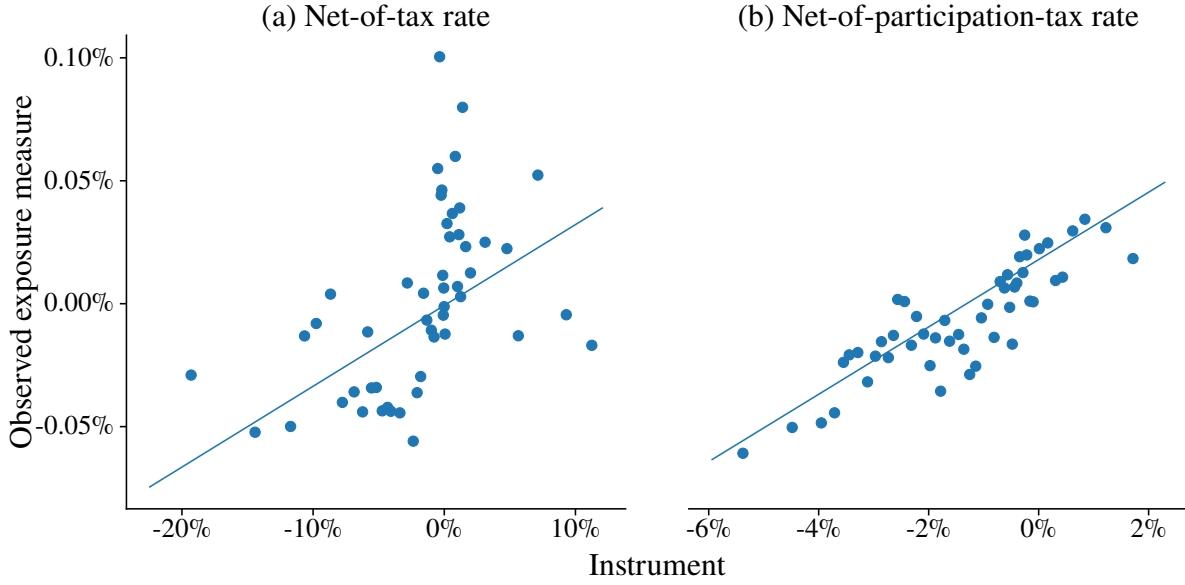 (a) Net-of-tax rate
(b) Net-of-participation-tax rate
Observed exposure measure
0.10%
0.05%
0.00%
-0.05%
-20% -10% 0% 10%
-6% -4% -2% 0% 2%
Instrument